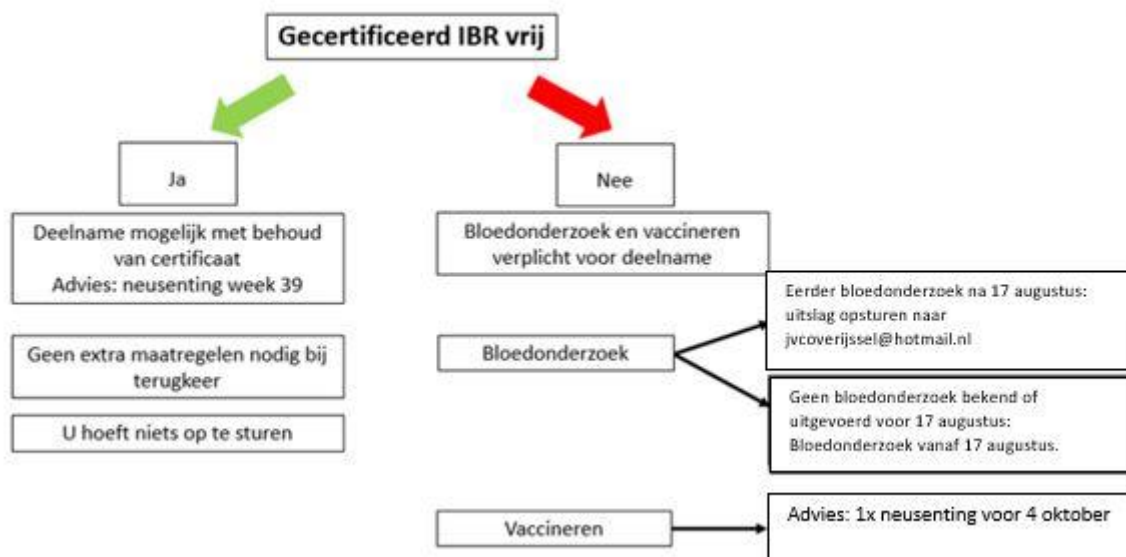 Gecertificeerd IBR vrij
Ja
Deelname mogelijk met behoud
van certificaat
Advies: neusenting week 39
Geen extra maatregelen nodig bij
terugkeer
U hoeft niets op te sturen
Nee
Bloedonderzoek en vaccineren
verplicht voor deelname
Bloedonderzoek
Eerder bloedonderzoek na 17 augustus:
uitslag opsturen naar
jvcoverijssel@hotmail.nl
Geen bloedonderzoek bekend of
uitgevoerd voor 17 augustus:
Bloedonderzoek vanaf 17 augustus.
Vaccineren
Advies: 1x neusenting voor 4 oktober